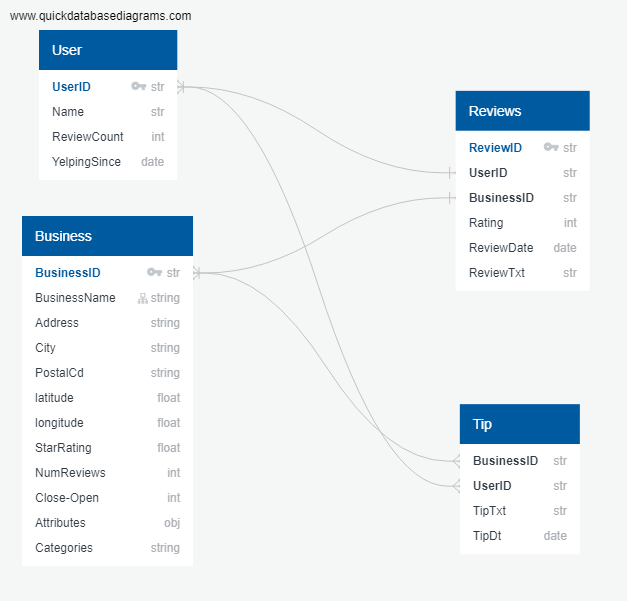 www.quickdatabasediagrams.com
User
UserID str
Name str
ReviewCount int
YelpingSince date
Business
BusinessID str
BusinessName string
Address string
City string
PostalCd string
latitude float
longitude float
StarRating float
NumReviews int
Close-Open int
Attributes obj
Categories string
Reviews
ReviewID str
UserID str
BusinessID str
Rating int
ReviewDate date
ReviewTxt str
Tip
BusinessID str
UserID str
TipTxt str
TipDt date